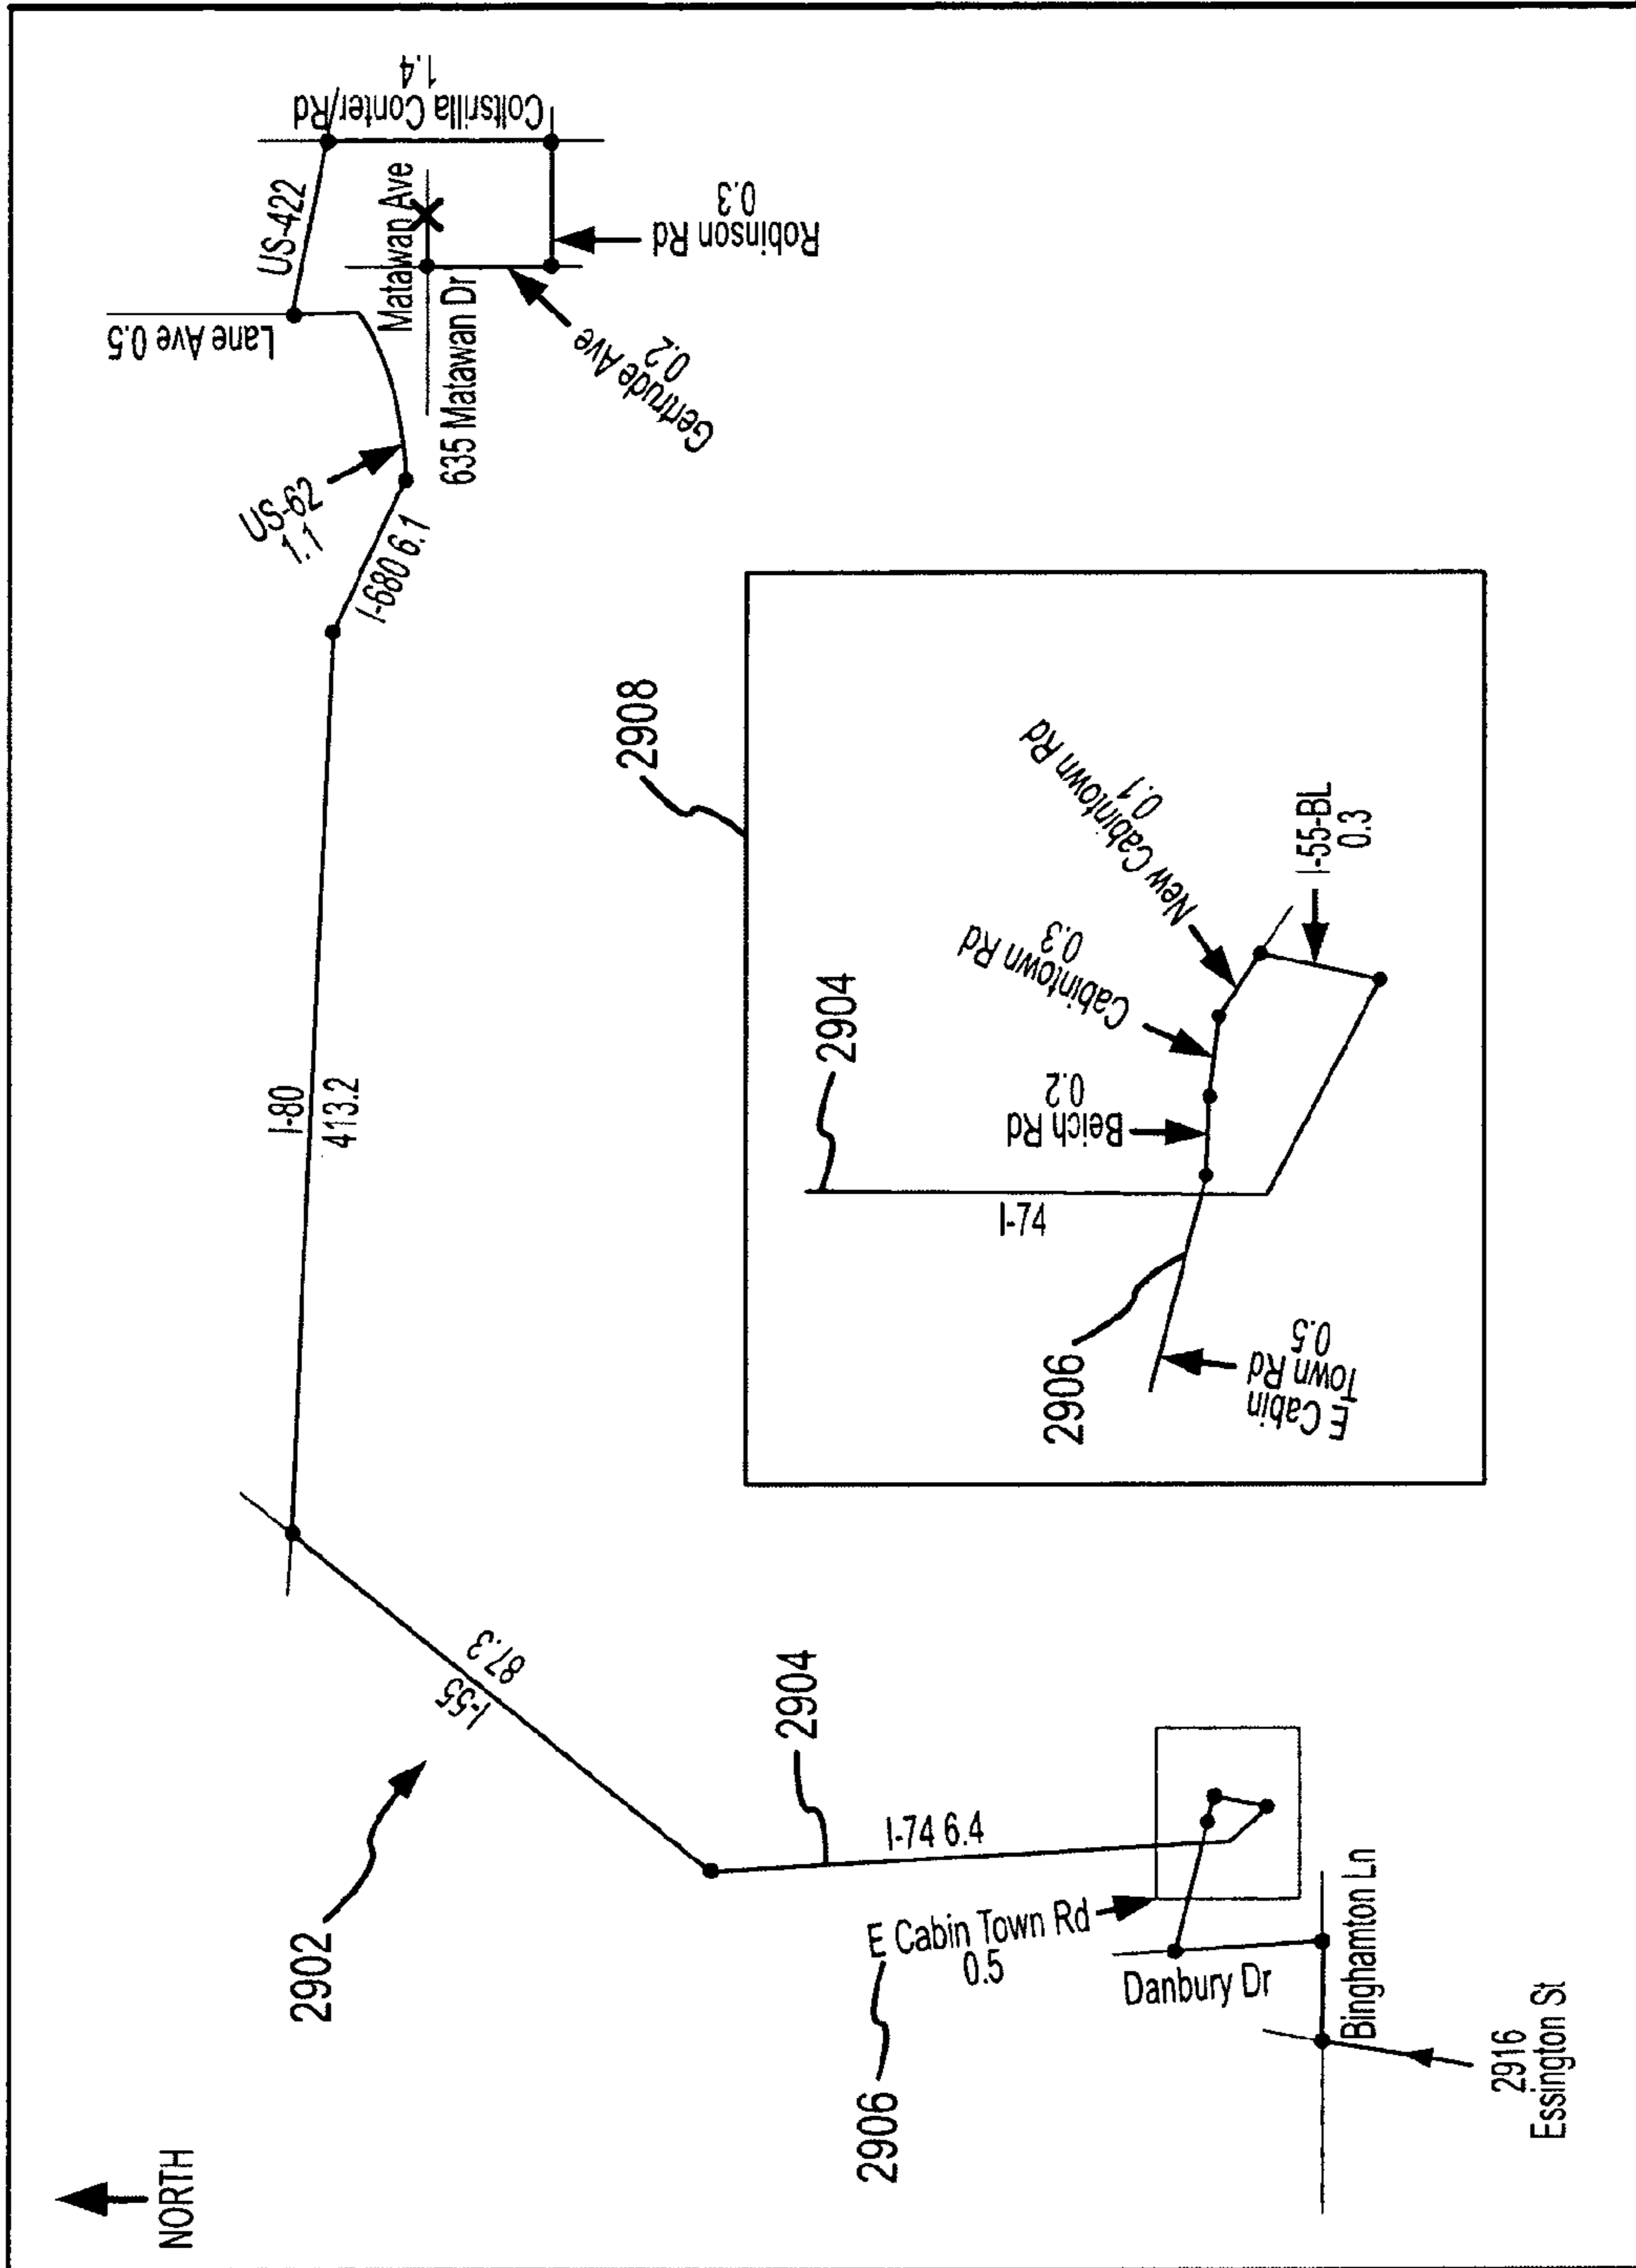 NORTH
2902
I-55
87.3
I-80
413.2
I-680 6.1
US-62
1.1
Lane Ave 0.5
US-422
Coltsrilla Conter/Rd
1.4
Matawan Ave
635 Matawan Dr
Gertrude Ave
0.2
Robinson Rd
0.3
2904
I-74 6.4
2906
E Cabin Town Rd
0.5
Danbury Dr
Binghamton Ln
2916
Essington St
2908
2904
I-74
2906
E Cabin
Town Rd
0.5
Beich Rd
0.2
Cabintown Rd
0.3
New Cabintown Rd
0.1
I-55-BL
0.3